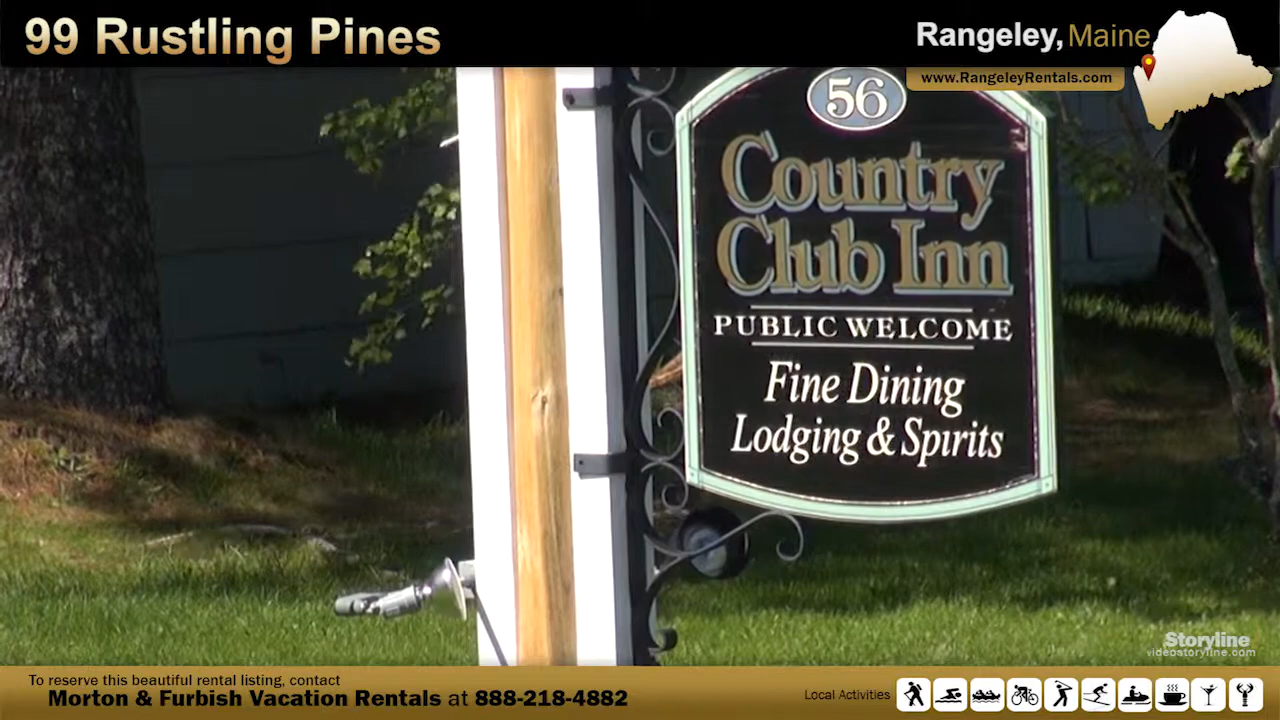 99 Rustling Pines
Rangeley, Maine
www.RangeleyRentals.com
56
Country
Club Inn
PUBLIC WELCOME
Fine Dining
Lodging & Spirits
Storyline
videostoryline.com
To reserve this beautiful rental listing, contact
Morton & Furbish Vacation Rentals at 888-218-4882
Local Activities